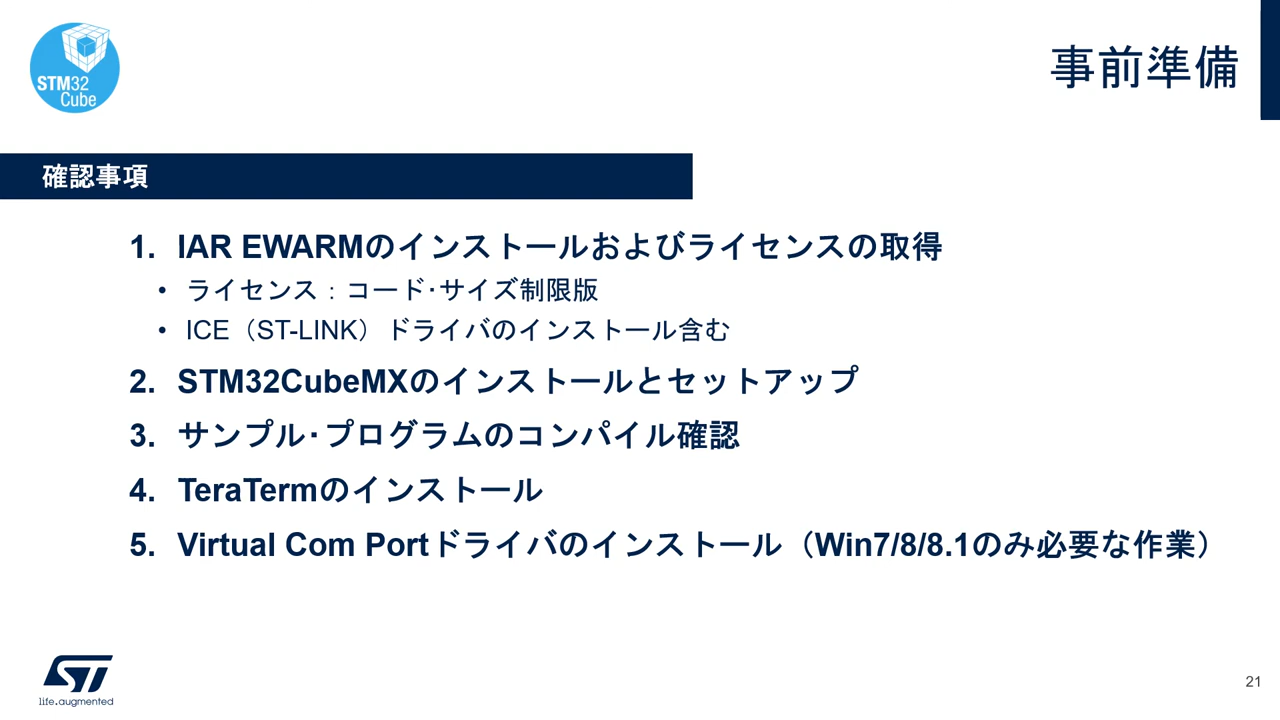 STM32
Cube
事前準備
確認事項
1. IAR EWARMのインストールおよびライセンスの取得
• ライセンス：コード･サイズ制限版
• ICE（ST-LINK）ドライバのインストール含む
2. STM32CubeMXのインストールとセットアップ
3. サンプル･プログラムのコンパイル確認
4. TeraTermのインストール
5. Virtual Com Portドライバのインストール（Win7/8/8.1のみ必要な作業）
ST
life.augmented
21